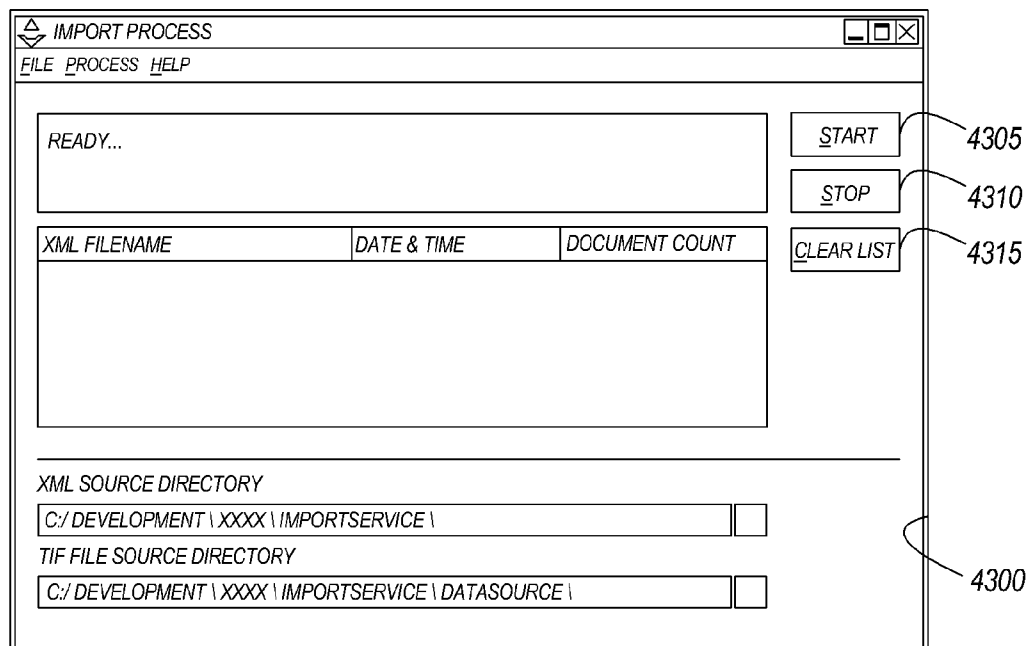 IMPORT PROCESS
FILE PROCESS HELP
READY...
START
4305
STOP
4310
XML FILENAME DATE & TIME DOCUMENT COUNT
CLEAR LIST
4315
XML SOURCE DIRECTORY
C:/ DEVELOPMENT \ XXXX \ IMPORTSERVICE \
TIF FILE SOURCE DIRECTORY
C:/ DEVELOPMENT \ XXXX \ IMPORTSERVICE \ DATASOURCE \
4300